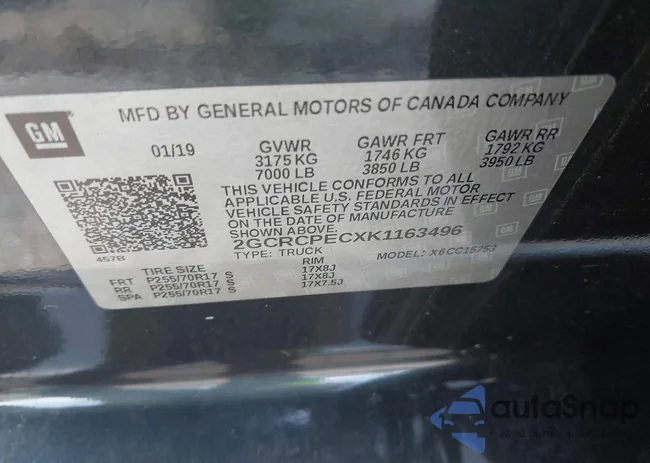 GM
MFD BY GENERAL MOTORS OF CANADA COMPANY
01/19 GVWR GAWR FRT GAWR RR
3175 KG 1746 KG 1792 KG
7000 LB 3850 LB 3950 LB
THIS VEHICLE CONFORMS TO ALL
APPLICABLE U.S. FEDERAL MOTOR
VEHICLE SAFETY STANDARDS IN EFFECT
ON THE DATE OF MANUFACTURE
SHOWN ABOVE.
2GCRCPECXK1163496
TYPE: TRUCK MODEL: X6CC15753
457B
TIRE SIZE RIM
FRT P255/70R17 S 17X8J
RR P255/70R17 S 17X8J
SPA P255/70R17 S 17X7.5J
autoSnap